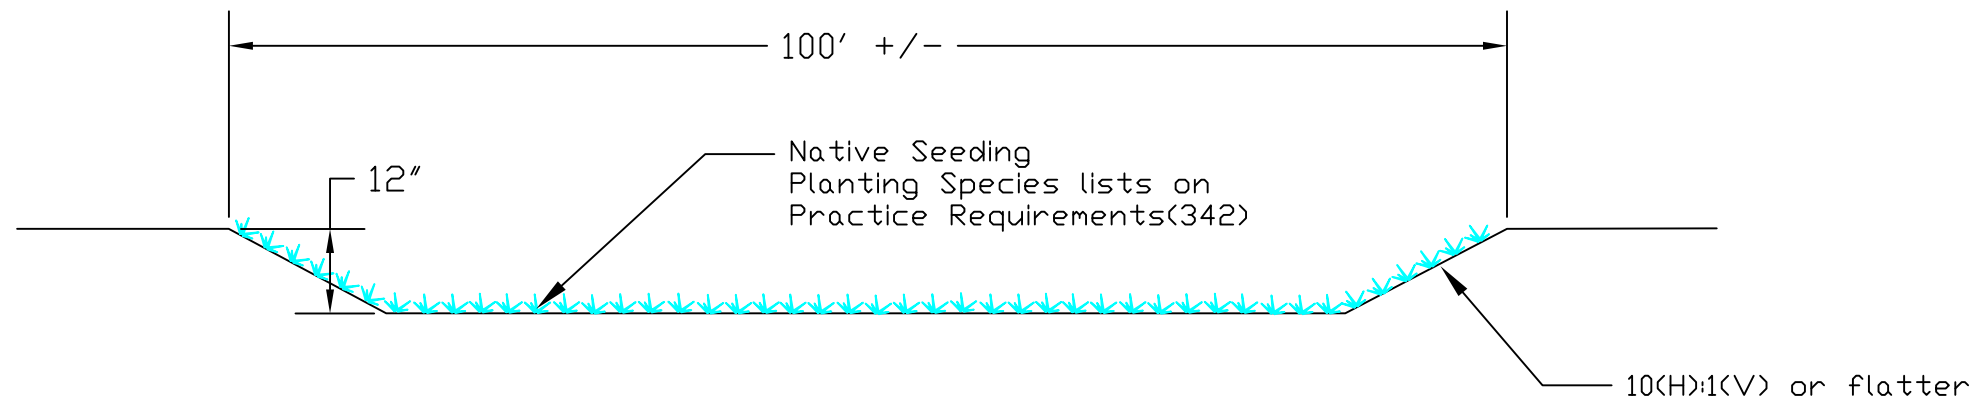 100' +/-
Native Seeding
Planting Species lists on
Practice Requirements(342)
12"
10(H):1(V) or flatter